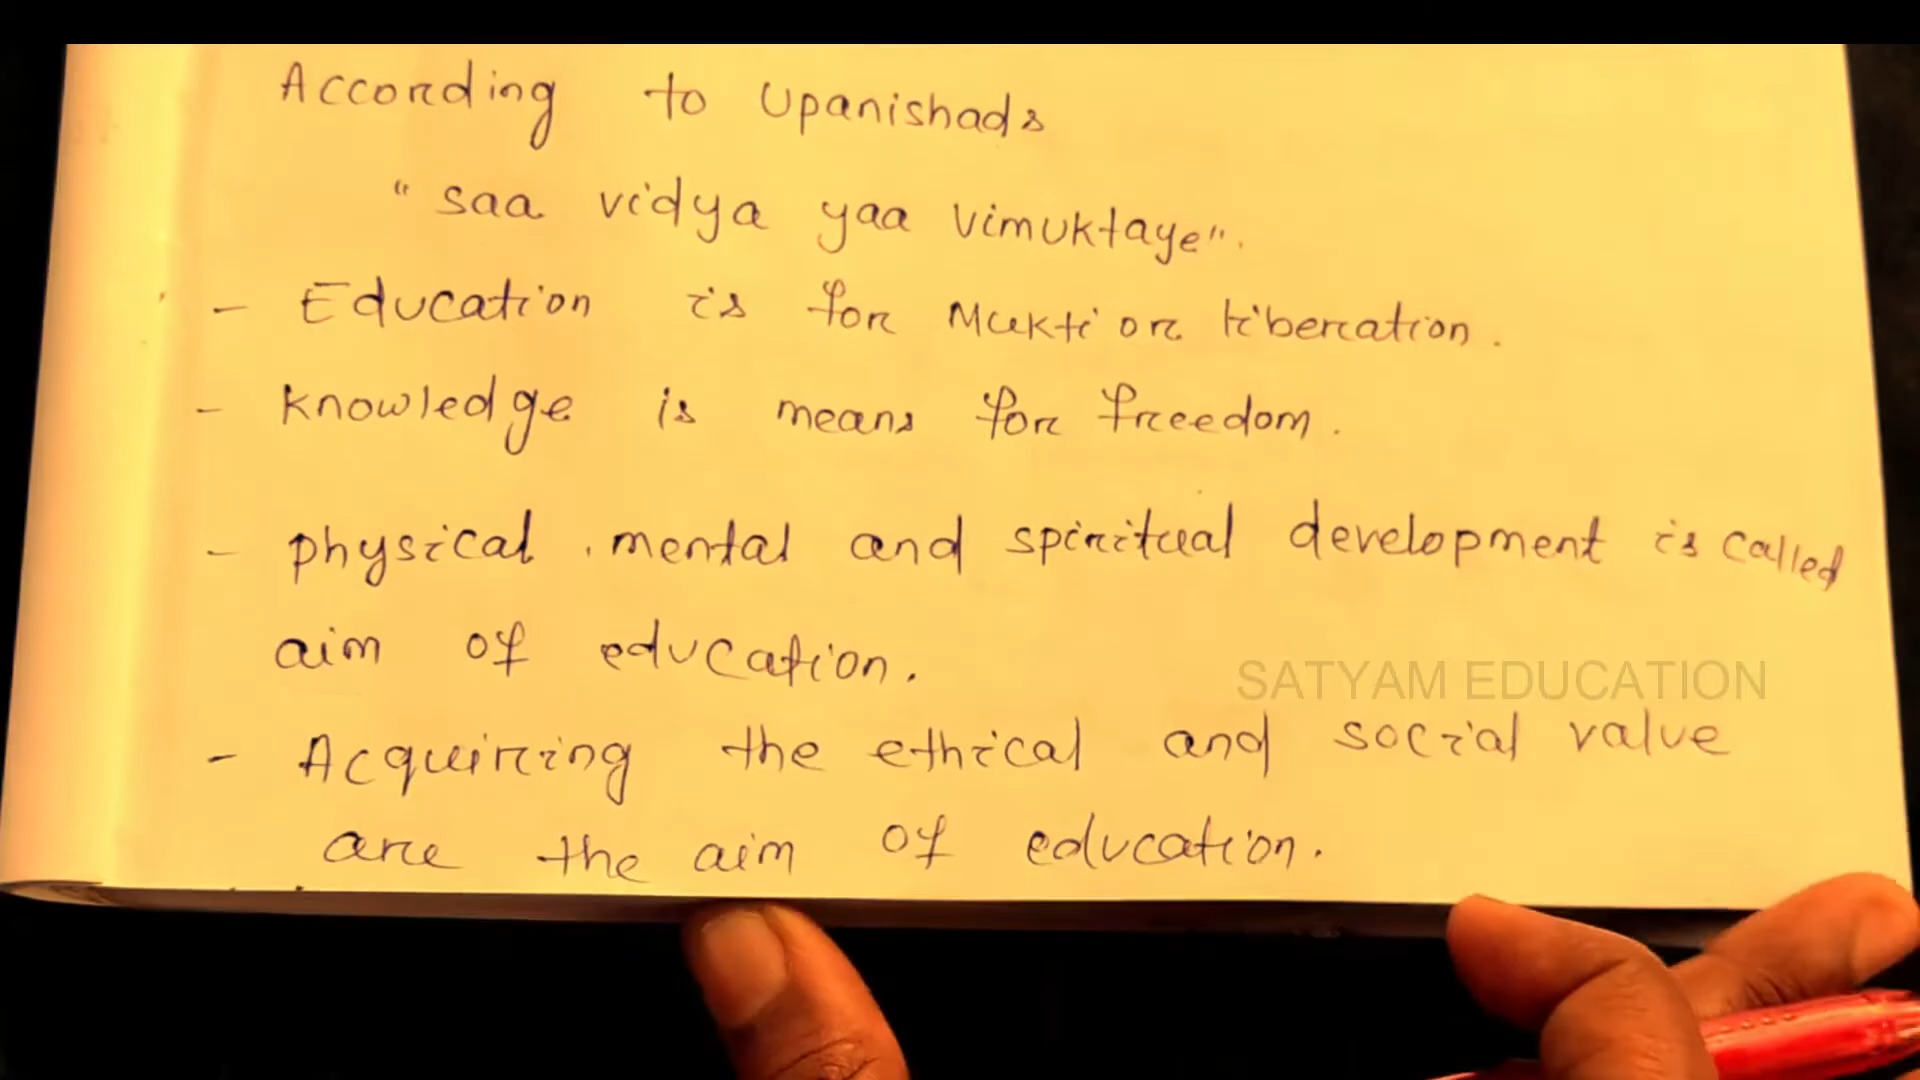 According to Upanishads
"saa vidya yaa vimuktaye".
- Education is for Mukti or liberation.
- knowledge is means for freedom.
- physical, mental and spiritual development is called
aim of education.
SATYAM EDUCATION
- Acquiring the ethical and social value
are the aim of education.